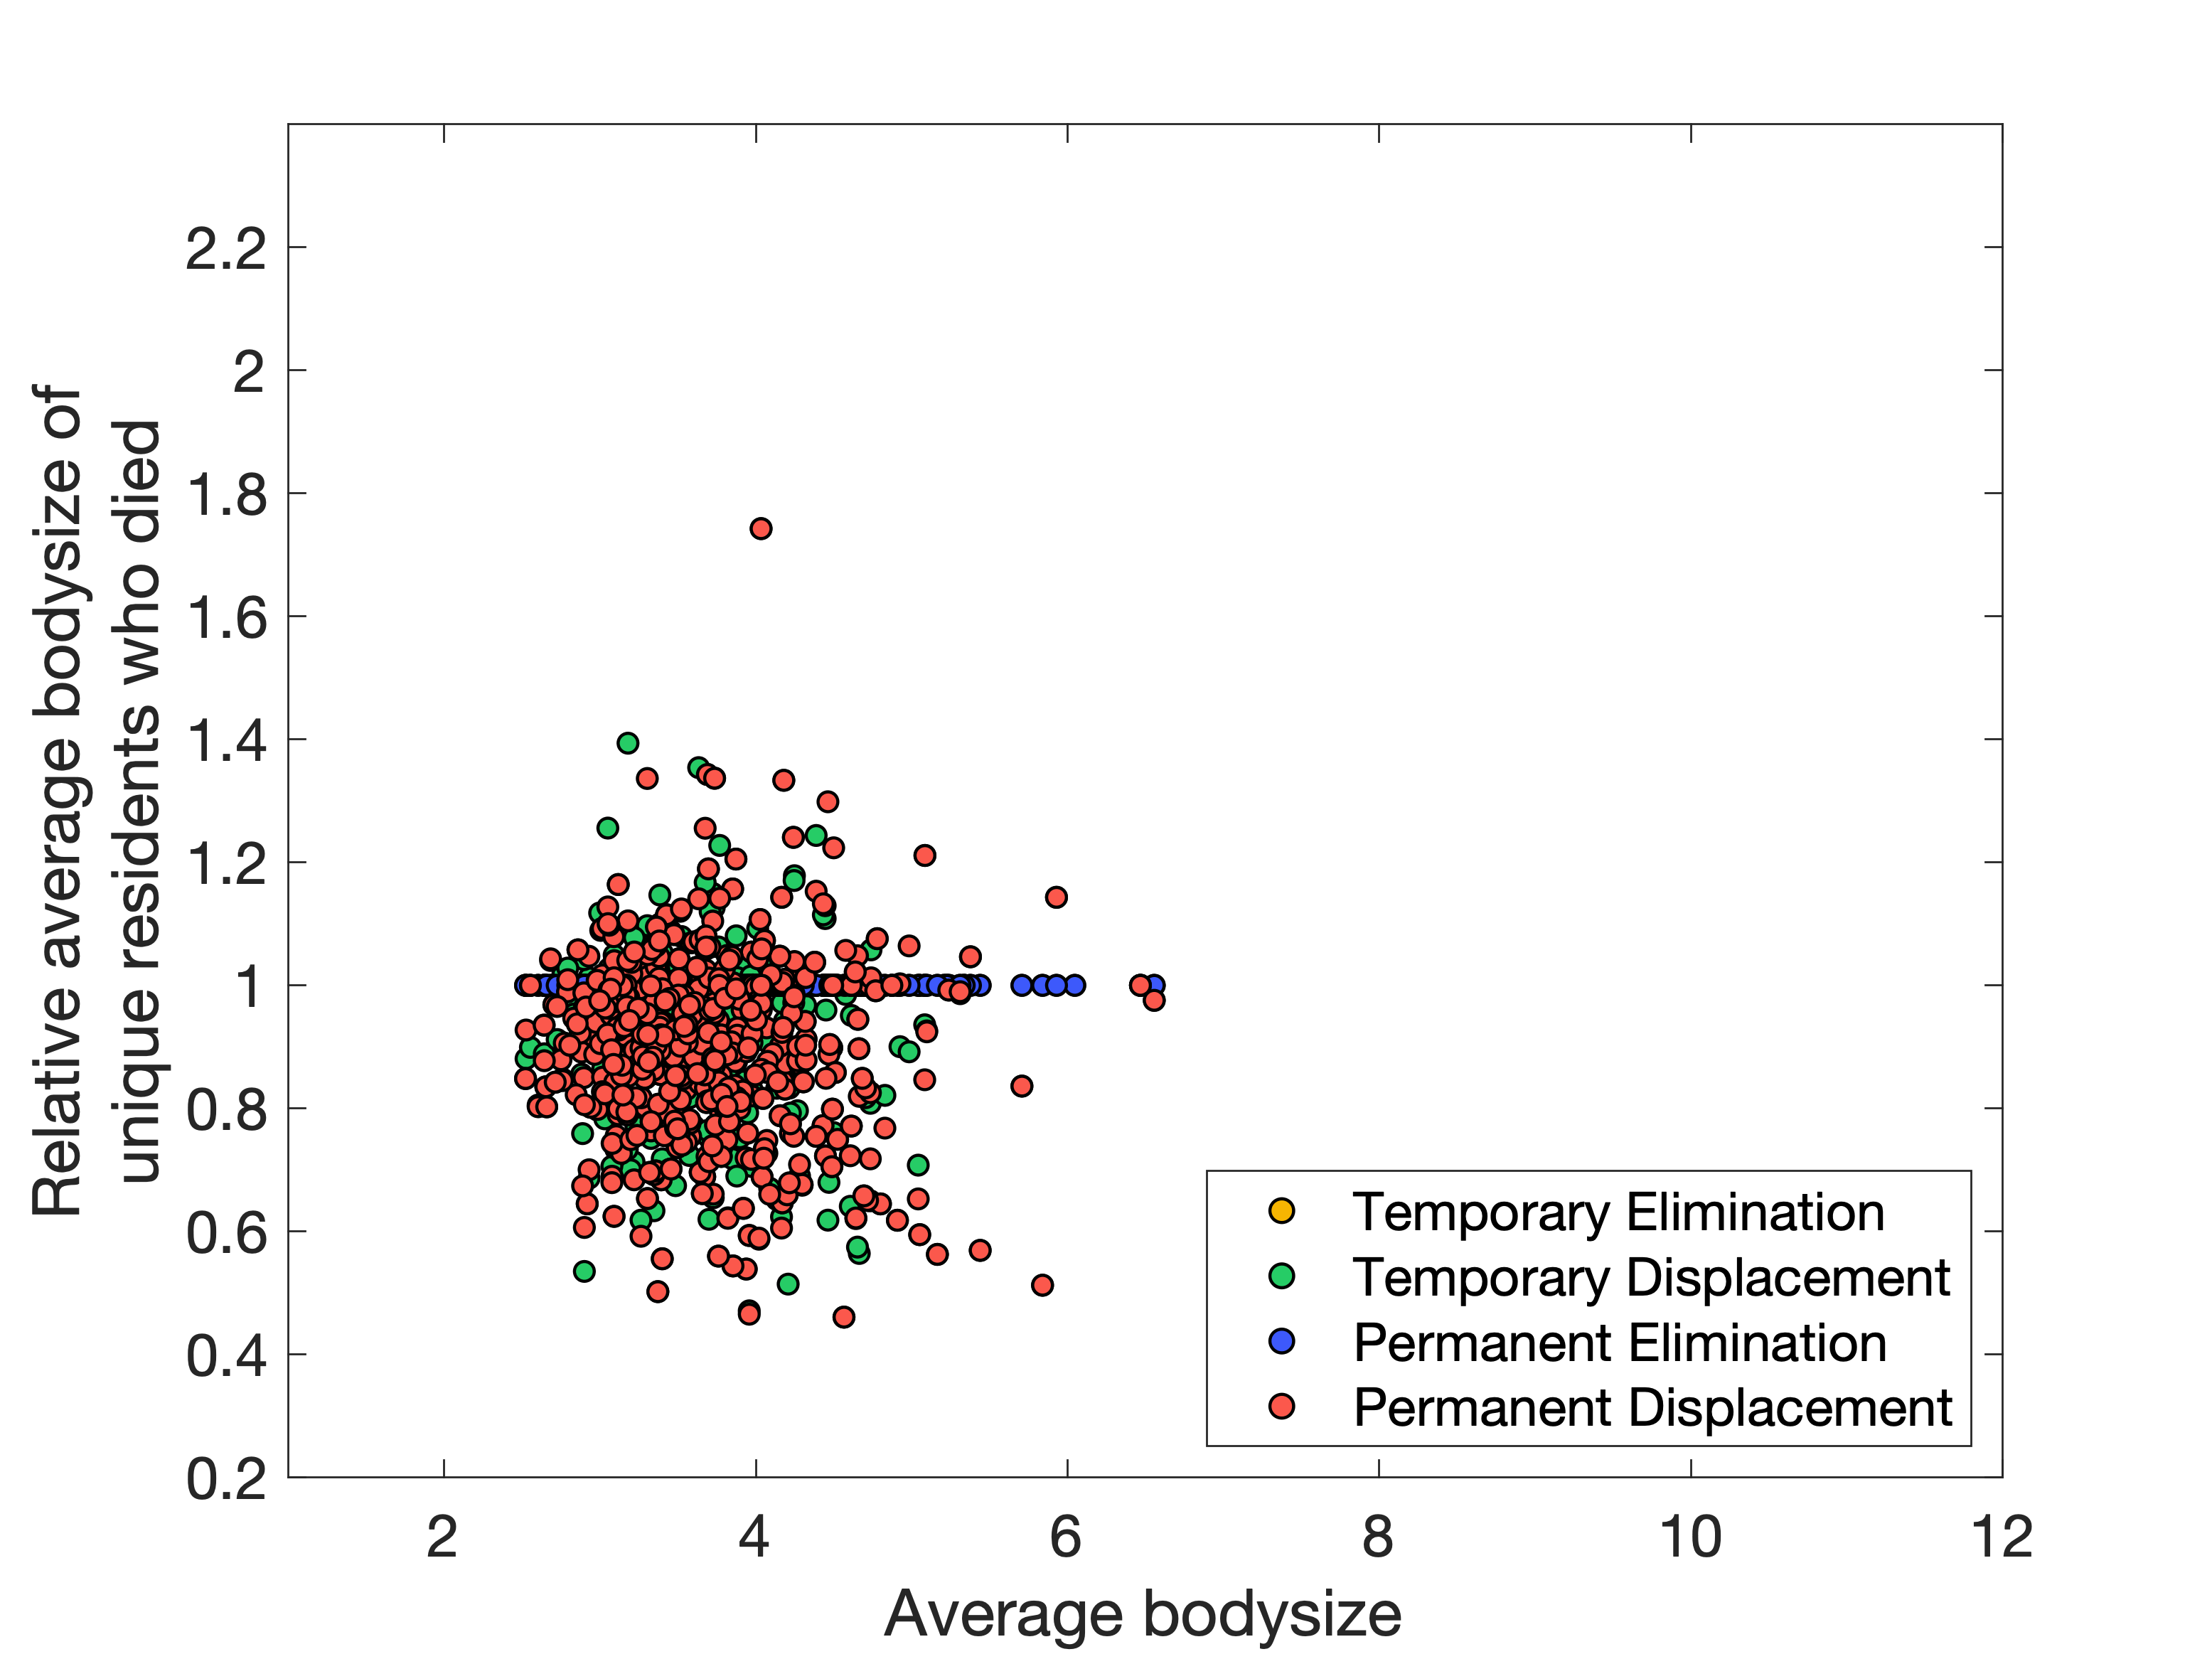 Relative average bodysize of
unique residents who died
2.2
2
1.8
1.6
1.4
1.2
1
0.8
0.6
0.4
0.2
2
4
6
8
10
12
Average bodysize
Temporary Elimination
Temporary Displacement
Permanent Elimination
Permanent Displacement